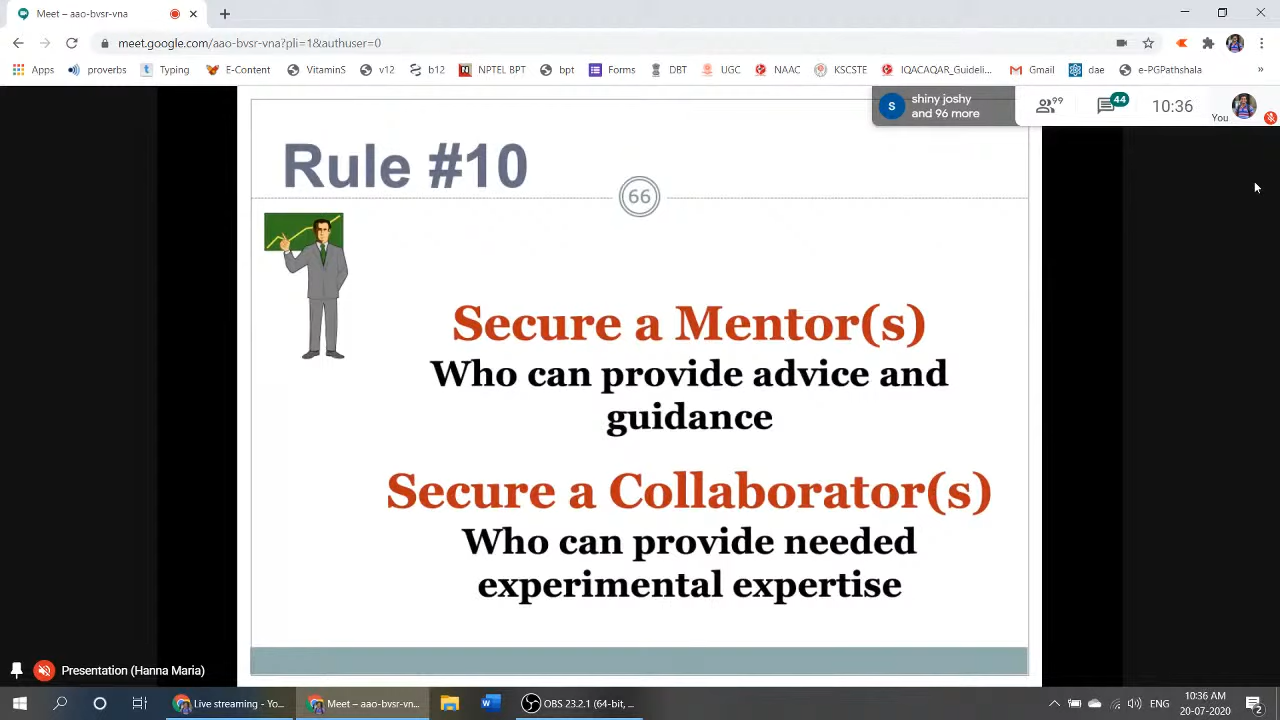 Meet – aao-bvsr-vna
meet.google.com/aao-bvsr-vna?pli=1&authuser=0
Apps proverbs Typing E-Content VitaminS v12 b12 NPTELBPT bpt Forms DBT UGC NAAC KSCSTE IQACAQAR_Guideli... Gmail dae e-PGPathshala »
S shiny joshy
and 96 more
99
44
10:36
You
Rule #10
66
Secure a Mentor(s)
Who can provide advice and
guidance
Secure a Collaborator(s)
Who can provide needed
experimental expertise
Presentation (Hanna Maria)
Live streaming - Yo...
Meet – aao-bvsr-vn...
OBS 23.2.1 (64-bit, ...
10:36 AM
20-07-2020
2